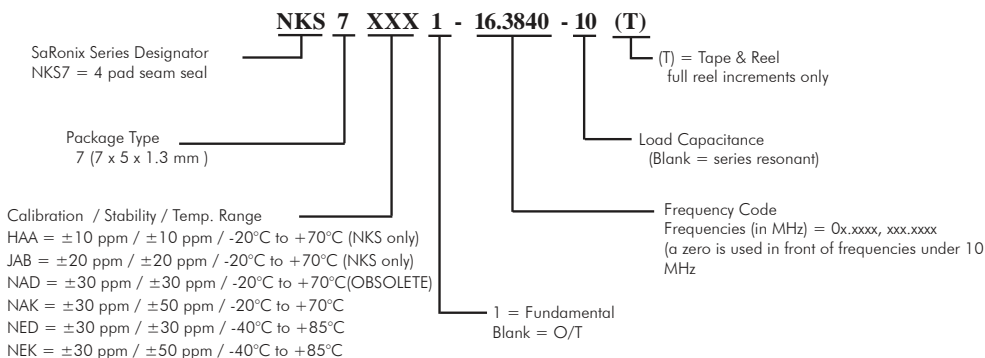 NKS 7 XXX 1 - 16.3840 - 10 (T)
SaRonix Series Designator
NKS7 = 4 pad seam seal
(T) = Tape & Reel
full reel increments only
Package Type
7 (7 x 5 x 1.3 mm )
Load Capacitance
(Blank = series resonant)
Calibration / Stability / Temp. Range
HAA = ±10 ppm / ±10 ppm / -20°C to +70°C (NKS only)
JAB = ±20 ppm / ±20 ppm / -20°C to +70°C (NKS only)
NAD = ±30 ppm / ±30 ppm / -20°C to +70°C(OBSOLETE)
NAK = ±30 ppm / ±50 ppm / -20°C to +70°C
NED = ±30 ppm / ±30 ppm / -40°C to +85°C
NEK = ±30 ppm / ±50 ppm / -40°C to +85°C
Frequency Code
Frequencies (in MHz) = 0x.xxxx, xxx.xxxx
(a zero is used in front of frequencies under 10
MHz
1 = Fundamental
Blank = O/T